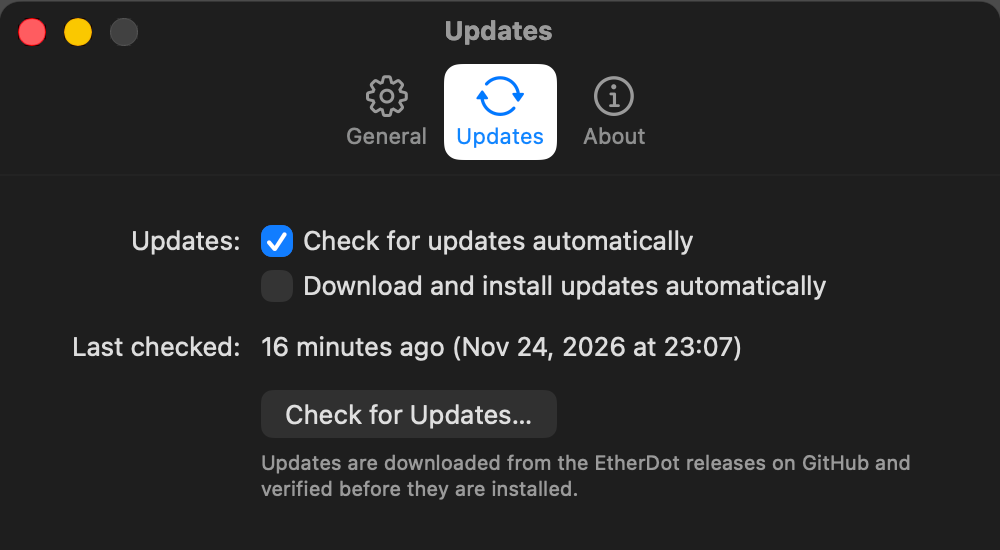 Updates
General
Updates
About
Updates: Check for updates automatically
Download and install updates automatically
Last checked: 16 minutes ago (Nov 24, 2026 at 23:07)
Check for Updates...
Updates are downloaded from the EtherDot releases on GitHub and
verified before they are installed.